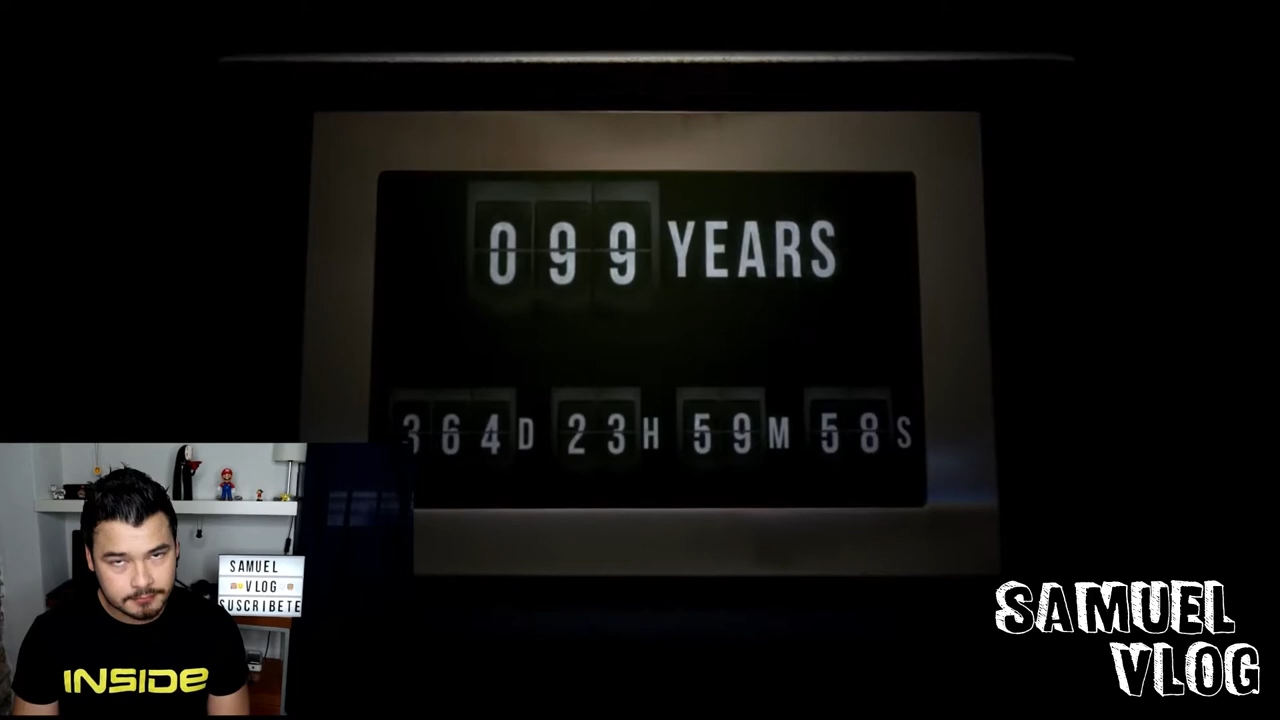 099 YEARS
364D 23H 59M 58S
SAMUEL
VLOG
SUSCRIBETE
INSIDE
SAMUEL
VLOG